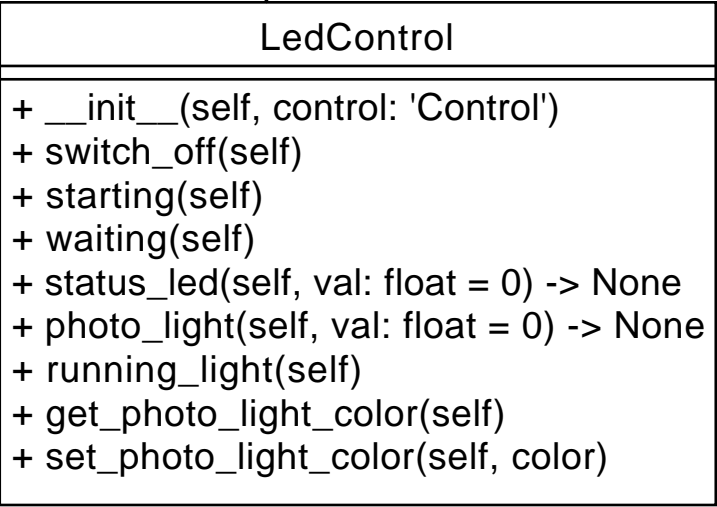 LedControl
+ __init__(self, control: 'Control')
+ switch_off(self)
+ starting(self)
+ waiting(self)
+ status_led(self, val: float = 0) -> None
+ photo_light(self, val: float = 0) -> None
+ running_light(self)
+ get_photo_light_color(self)
+ set_photo_light_color(self, color)